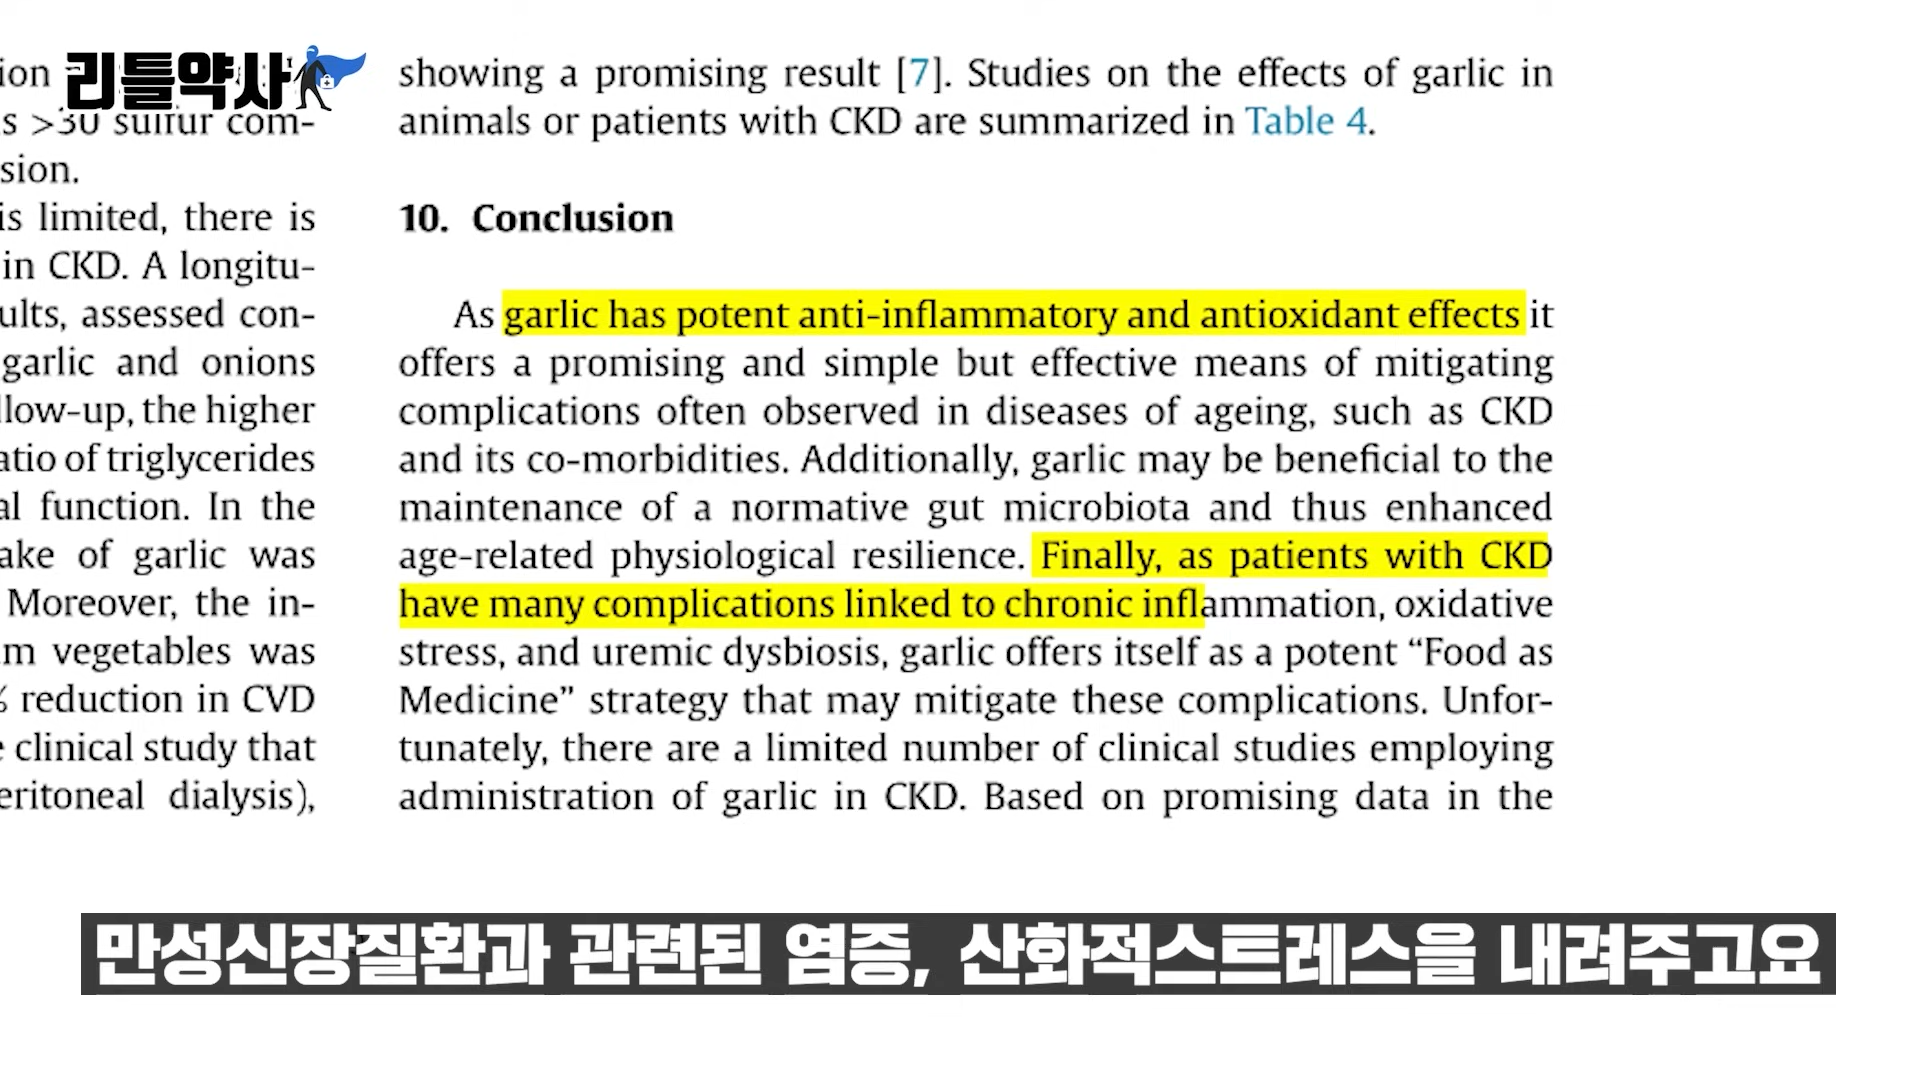 리틀약사
ion
s >30 sulfur com-
sion.
is limited, there is
in CKD. A longitu-
ults, assessed con-
garlic and onions
llow-up, the higher
atio of triglycerides
al function. In the
ake of garlic was
Moreover, the in-
m vegetables was
% reduction in CVD
e clinical study that
eritoneal dialysis),
showing a promising result [7]. Studies on the effects of garlic in
animals or patients with CKD are summarized in Table 4.
10. Conclusion
As garlic has potent anti-inflammatory and antioxidant effects it
offers a promising and simple but effective means of mitigating
complications often observed in diseases of ageing, such as CKD
and its co-morbidities. Additionally, garlic may be beneficial to the
maintenance of a normative gut microbiota and thus enhanced
age-related physiological resilience. Finally, as patients with CKD
have many complications linked to chronic inflammation, oxidative
stress, and uremic dysbiosis, garlic offers itself as a potent “Food as
Medicine” strategy that may mitigate these complications. Unfor-
tunately, there are a limited number of clinical studies employing
administration of garlic in CKD. Based on promising data in the
만성신장질환과 관련된 염증, 산화적스트레스을 내려주고요